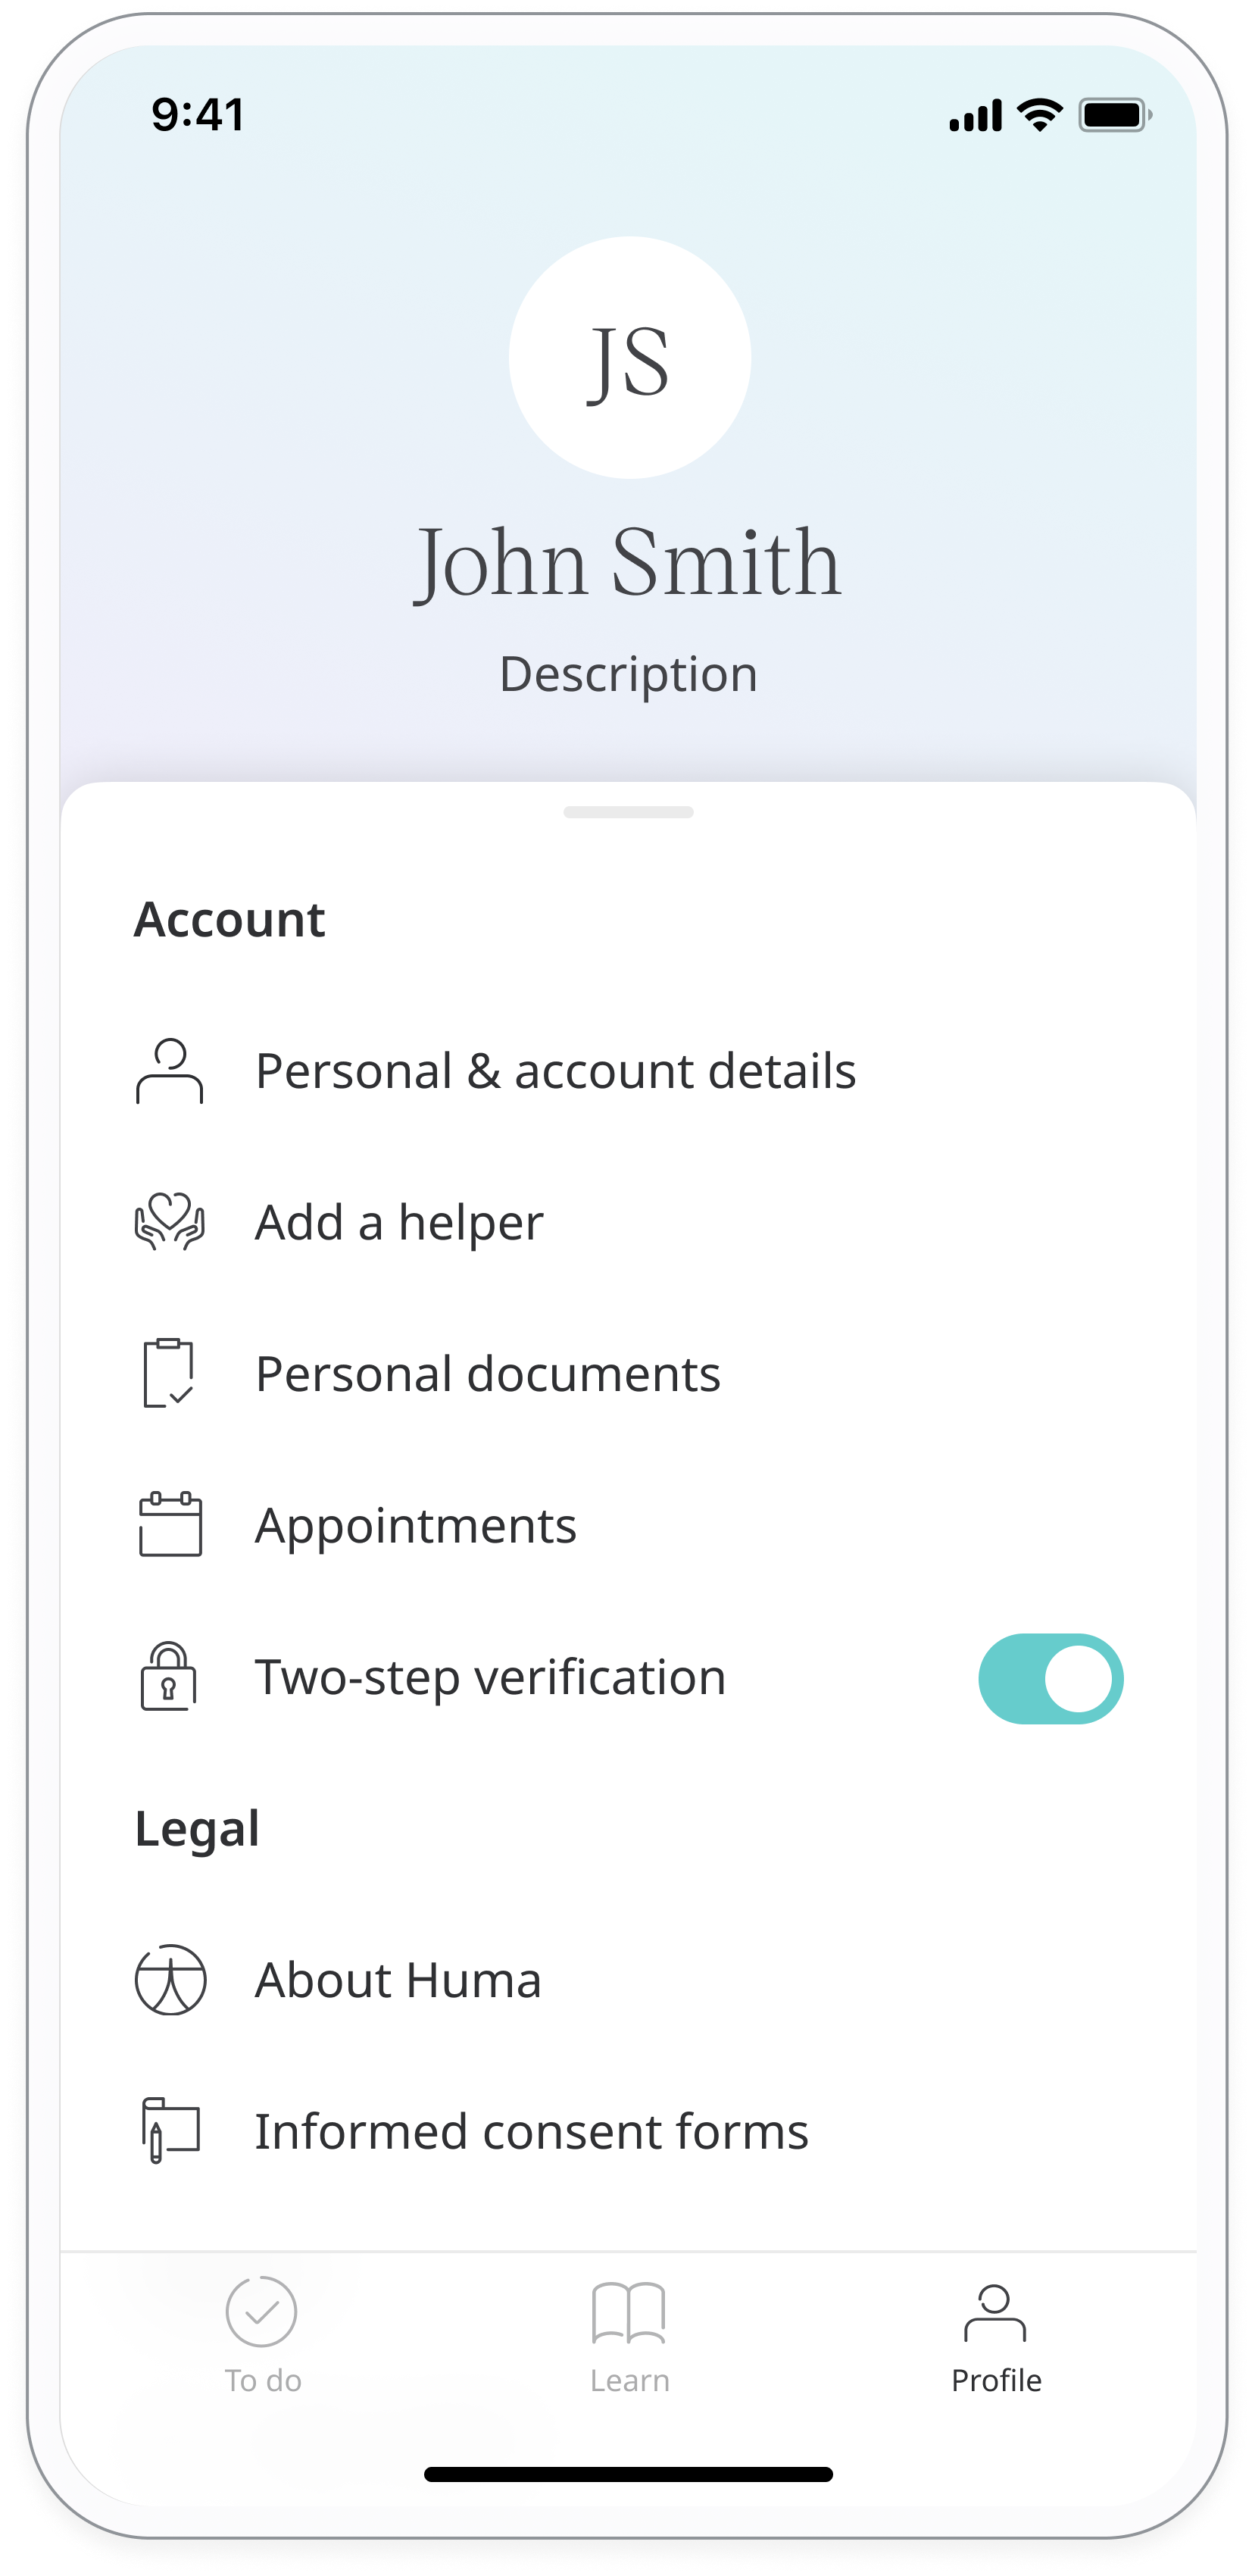 9:41
JS
John Smith
Description
Account
Personal & account details
Add a helper
Personal documents
Appointments
Two-step verification
Legal
About Huma
Informed consent forms
To do
Learn
Profile